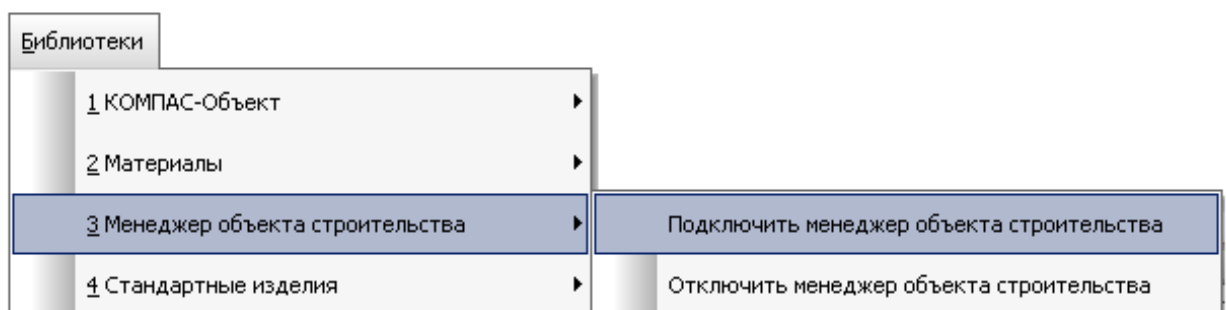 Библиотеки
1 КОМПАС-Объект
2 Материалы
3 Менеджер объекта строительства
Подключить менеджер объекта строительства
4 Стандартные изделия
Отключить менеджер объекта строительства